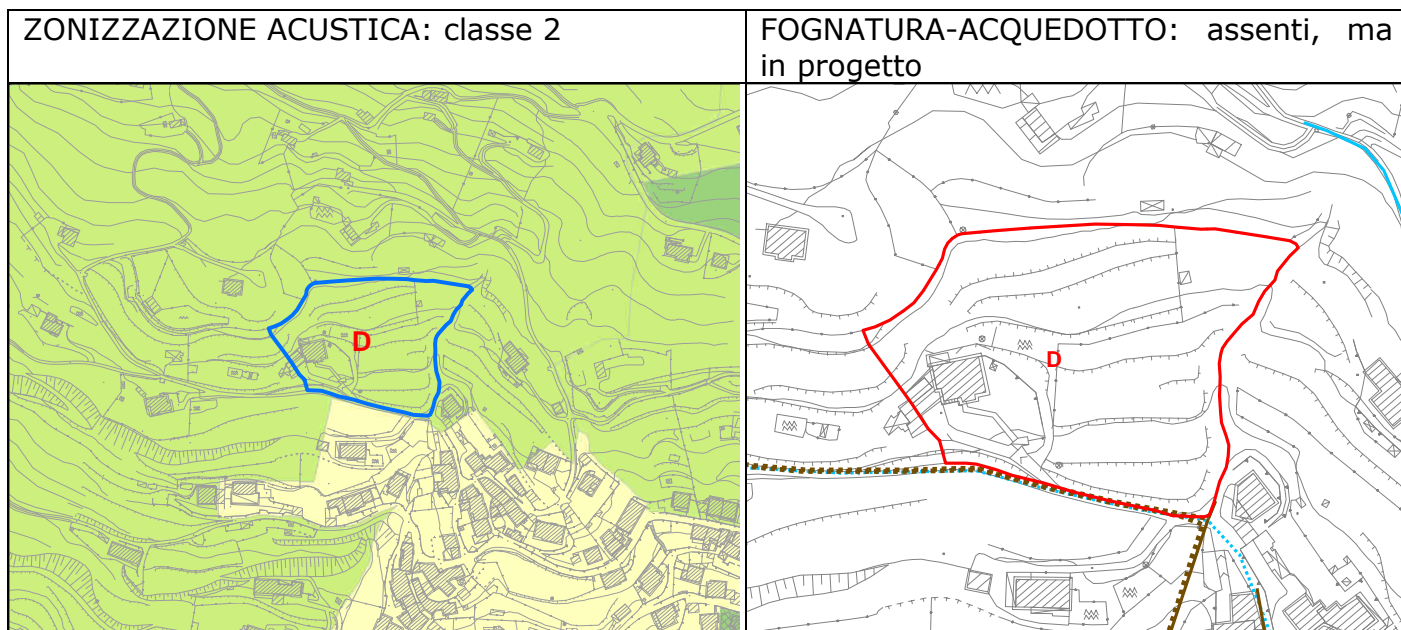 ZONIZZAZIONE ACUSTICA: classe 2
FOGNATURA-ACQUEDOTTO: assenti, ma
in progetto
D
D